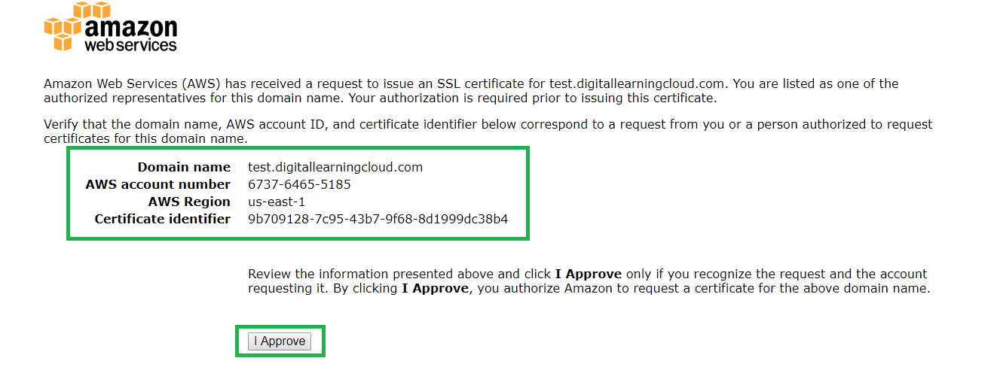 amazon
web services
Amazon Web Services (AWS) has received a request to issue an SSL certificate for test.digitallearningcloud.com. You are listed as one of the
authorized representatives for this domain name. Your authorization is required prior to issuing this certificate.
Verify that the domain name, AWS account ID, and certificate identifier below correspond to a request from you or a person authorized to request
certificates for this domain name.
Domain name test.digitallearningcloud.com
AWS account number 6737-6465-5185
AWS Region us-east-1
Certificate identifier 9b709128-7c95-43b7-9f68-8d1999dc38b4
Review the information presented above and click I Approve only if you recognize the request and the account
requesting it. By clicking I Approve, you authorize Amazon to request a certificate for the above domain name.
I Approve